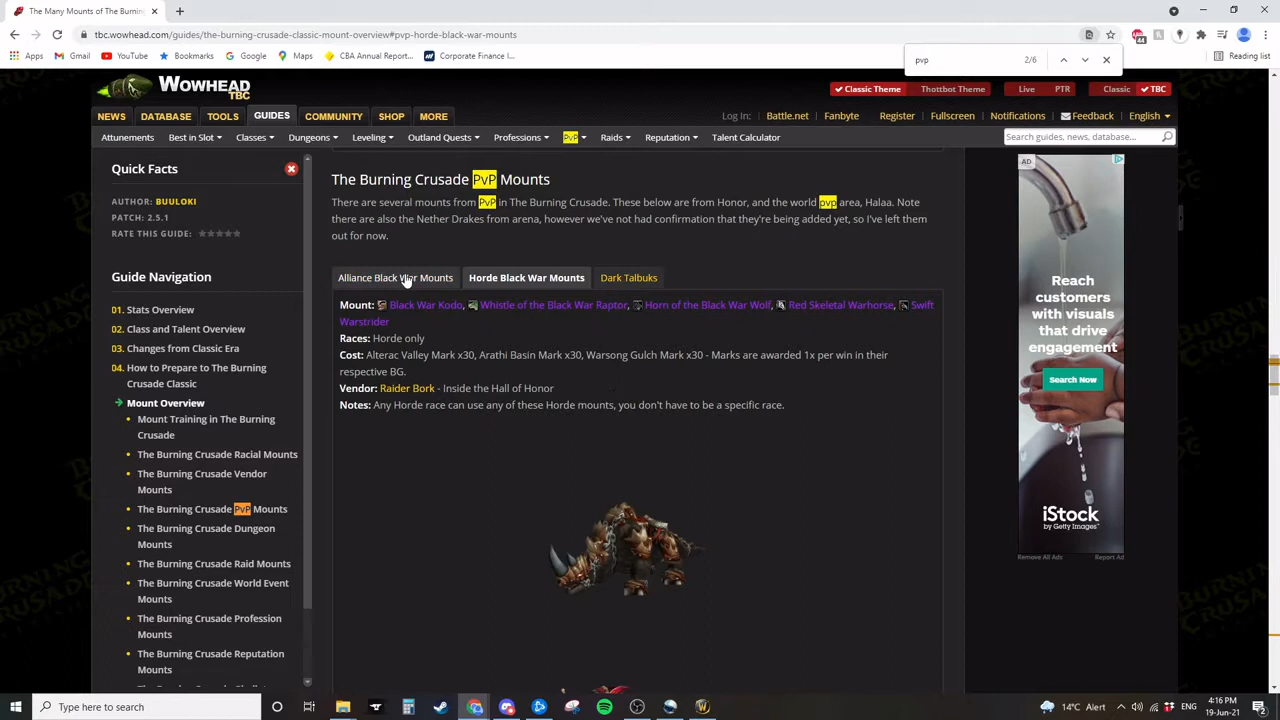 The Many Mounts of The Burnin
tbc.wowhead.com/guides/the-burning-crusade-classic-mount-overview#pvp-horde-black-war-mounts
Apps
Gmail
YouTube
Bookmarks
Google
Maps
CBA Annual Report...
Corporate Finance I...
Reading list
pvp
2/6
WOWHEAD
TBC
Classic Theme
Thottbot Theme
Live
PTR
Classic
TBC
NEWS
DATABASE
TOOLS
GUIDES
COMMUNITY
SHOP
MORE
Log In:
Battle.net
Fanbyte
Register
Fullscreen
Notifications
Feedback
English
Attunements
Best in Slot
Classes
Dungeons
Leveling
Outland Quests
Professions
PvP
Raids
Reputation
Talent Calculator
Search guides, news, database...
Quick Facts
AUTHOR: BUULOKI
PATCH: 2.5.1
RATE THIS GUIDE:
Guide Navigation
01. Stats Overview
02. Class and Talent Overview
03. Changes from Classic Era
04. How to Prepare to The Burning
Crusade Classic
Mount Overview
Mount Training in The Burning
Crusade
The Burning Crusade Racial Mounts
The Burning Crusade Vendor
Mounts
The Burning Crusade PvP Mounts
The Burning Crusade Dungeon
Mounts
The Burning Crusade Raid Mounts
The Burning Crusade World Event
Mounts
The Burning Crusade Profession
Mounts
The Burning Crusade Reputation
Mounts
The Burning Crusade PvP Mounts
There are several mounts from PvP in The Burning Crusade. These below are from Honor, and the world pvp area, Halaa. Note
there are also the Nether Drakes from arena, however we've not had confirmation that they're being added yet, so I've left them
out for now.
Alliance Black War Mounts
Horde Black War Mounts
Dark Talbuks
Mount: Black War Kodo, Whistle of the Black War Raptor, Horn of the Black War Wolf, Red Skeletal Warhorse, Swift
Warstrider
Races: Horde only
Cost: Alterac Valley Mark x30, Arathi Basin Mark x30, Warsong Gulch Mark x30 - Marks are awarded 1x per win in their
respective BG.
Vendor: Raider Bork - Inside the Hall of Honor
Notes: Any Horde race can use any of these Horde mounts, you don't have to be a specific race.
AD
Reach
customers
with visuals
that drive
engagement
Search Now
iStock
by Getty Images™
Remove All Ads
Report Ad
Type here to search
14°C Alert
4:16 PM
19-Jun-21
2